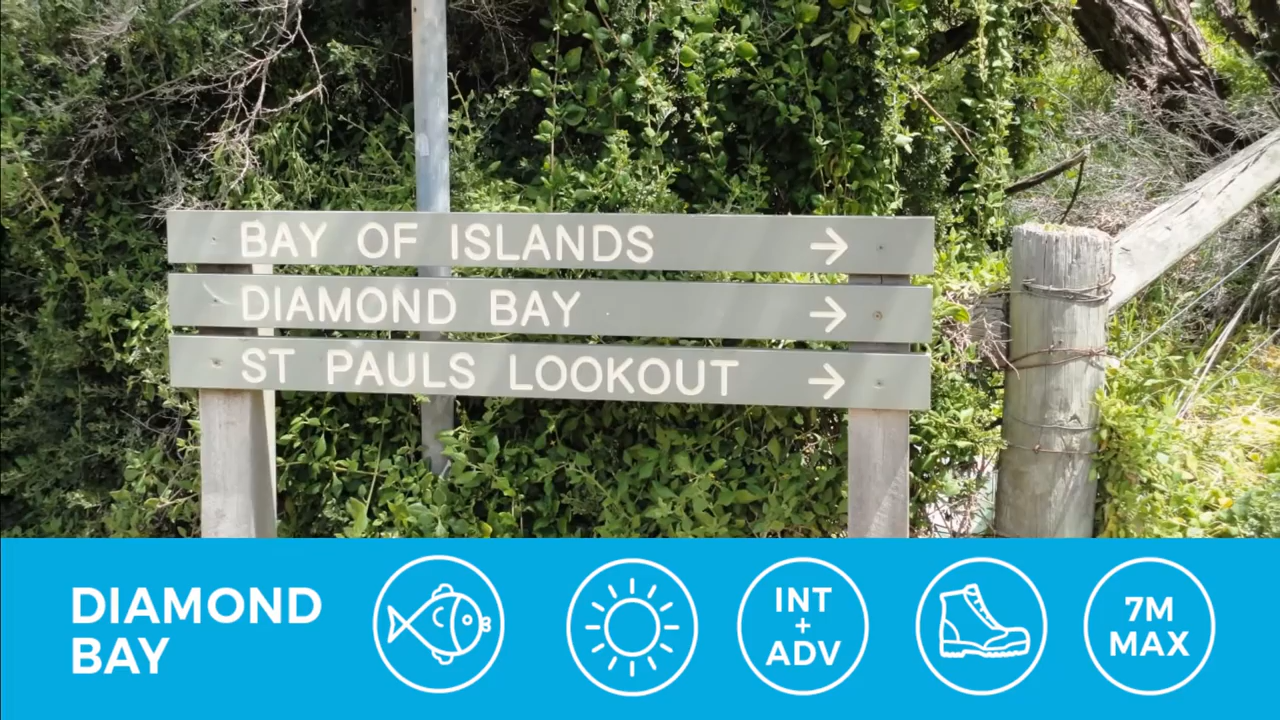 BAY OF ISLANDS →
DIAMOND BAY →
ST PAULS LOOKOUT →
DIAMOND
BAY
INT
+
ADV
7M
MAX